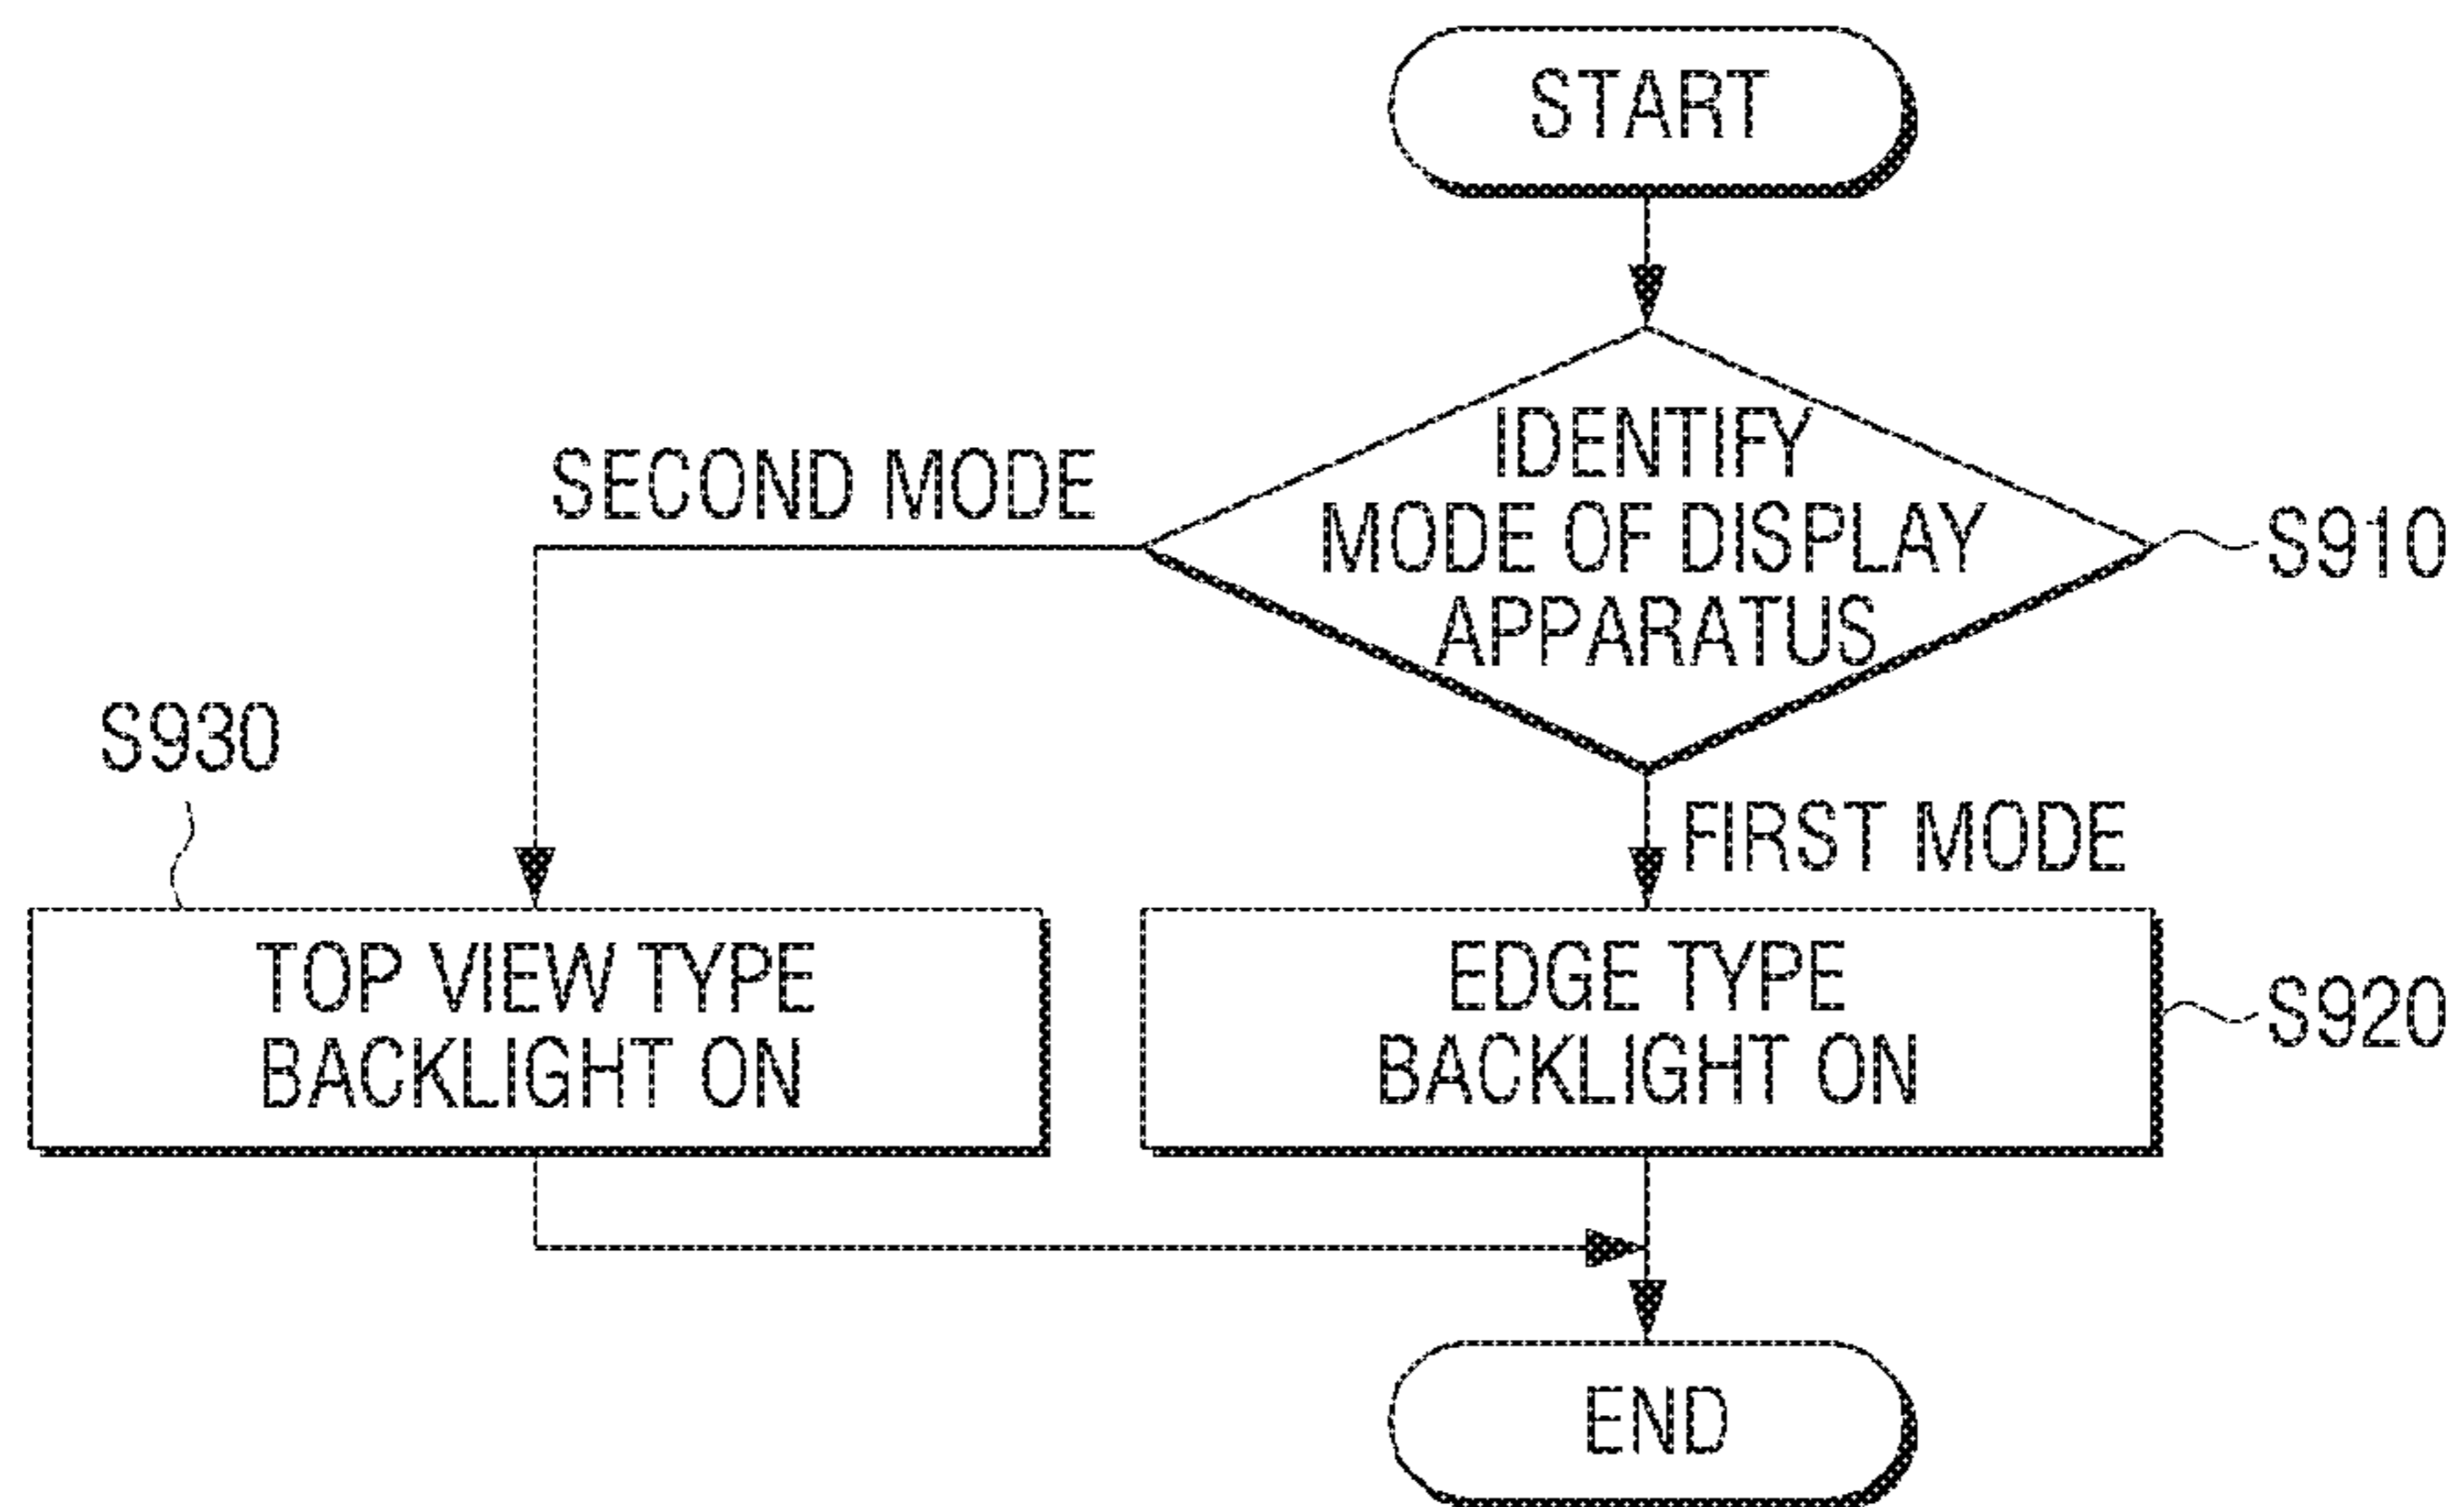 START
IDENTIFY
MODE OF DISPLAY
APPARATUS
S910
SECOND MODE
FIRST MODE
S930
TOP VIEW TYPE
BACKLIGHT ON
EDGE TYPE
BACKLIGHT ON
S920
END